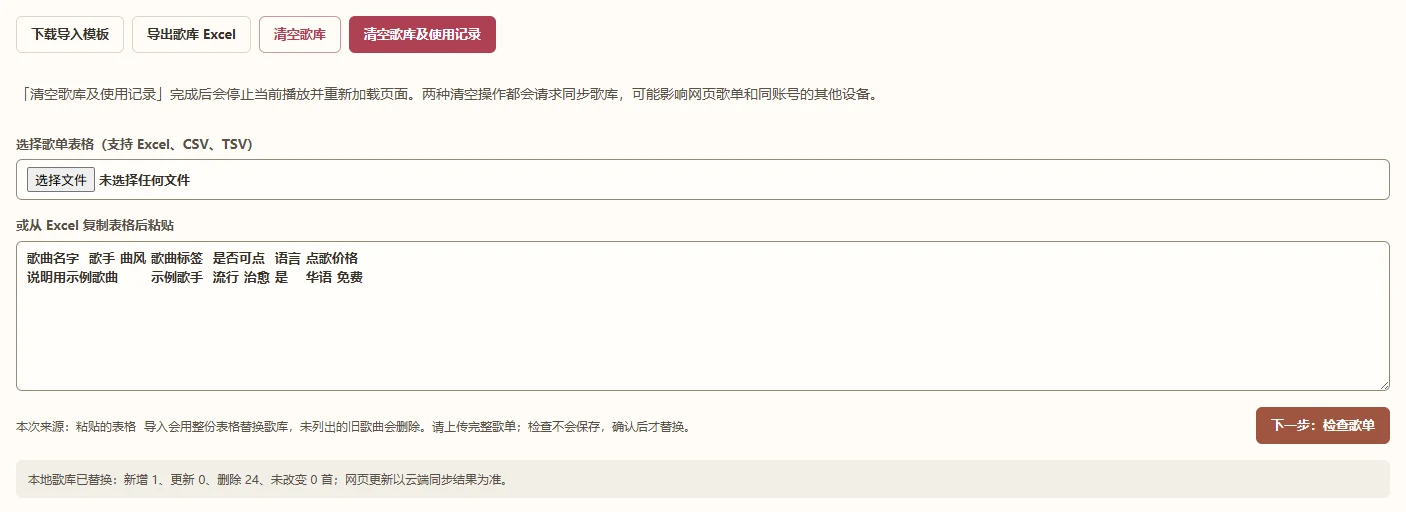 下载导入模板 导出歌库 Excel 清空歌库 清空歌库及使用记录
「清空歌库及使用记录」完成后会停止当前播放并重新加载页面。两种清空操作都会请求同步歌库，可能影响网页歌单和同账号的其他设备。
选择歌单表格（支持 Excel、CSV、TSV）
选择文件 未选择任何文件
或从 Excel 复制表格后粘贴
歌曲名字 歌手 曲风 歌曲标签 是否可点 语言 点歌价格
说明用示例歌曲 示例歌手 流行 治愈 是 华语 免费
本次来源：粘贴的表格 导入会用整份表格替换歌库，未列出的旧歌曲会删除。请上传完整歌单；检查不会保存，确认后才替换。
下一步：检查歌单
本地歌库已替换：新增 1、更新 0、删除 24、未改变 0 首；网页更新以云端同步结果为准。